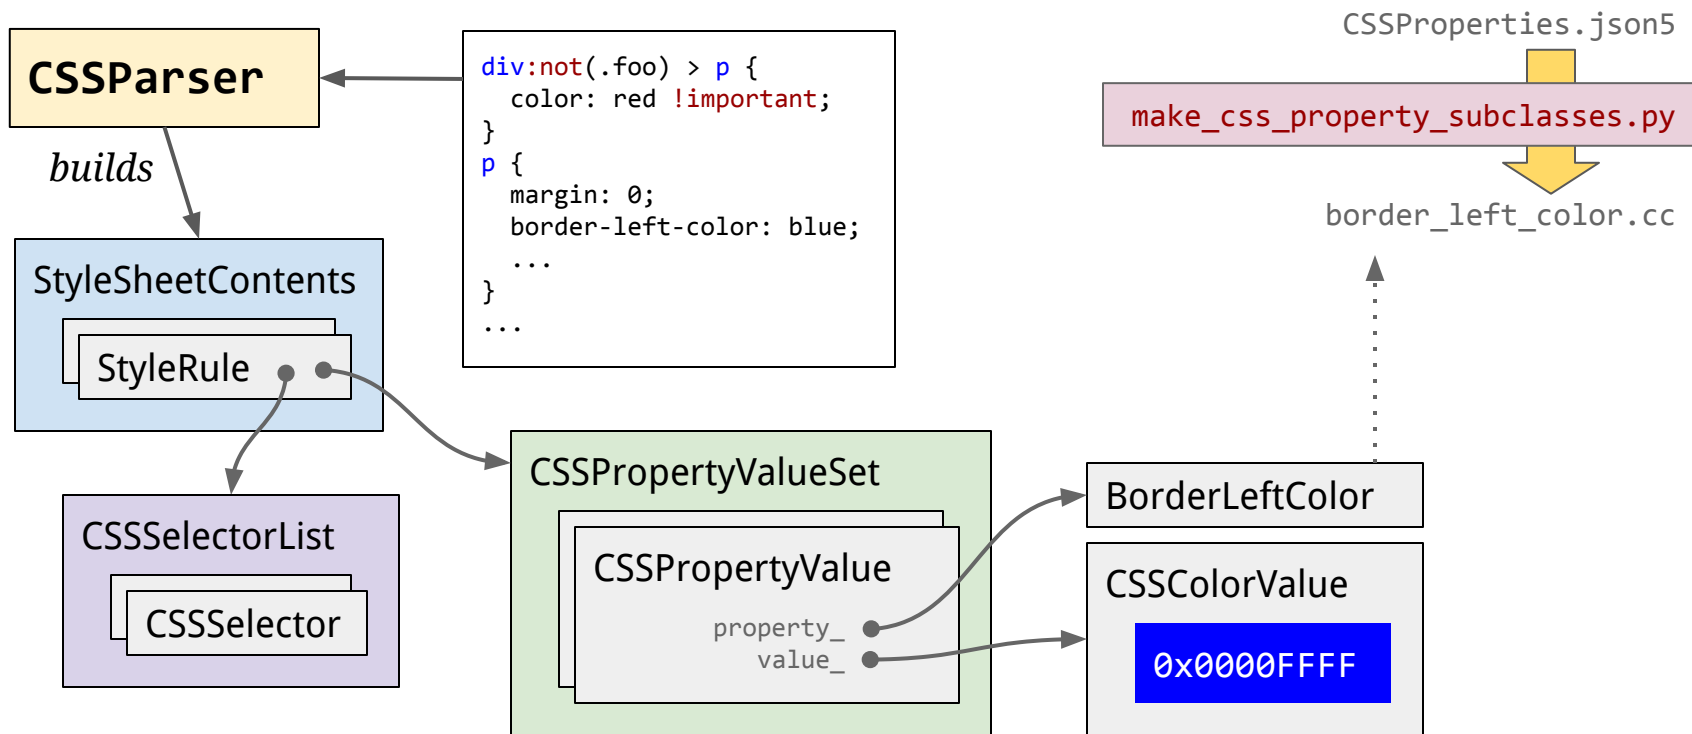 CSSParser
builds
div:not(.foo) > p {
  color: red !important;
}
p {
  margin: 0;
  border-left-color: blue;
  ...
}
...
CSSProperties.json5
make_css_property_subclasses.py
border_left_color.cc
StyleSheetContents
StyleRule
CSSSelectorList
CSSSelector
CSSPropertyValueSet
CSSPropertyValue
property_
value_
BorderLeftColor
CSSColorValue
0x0000FFFF